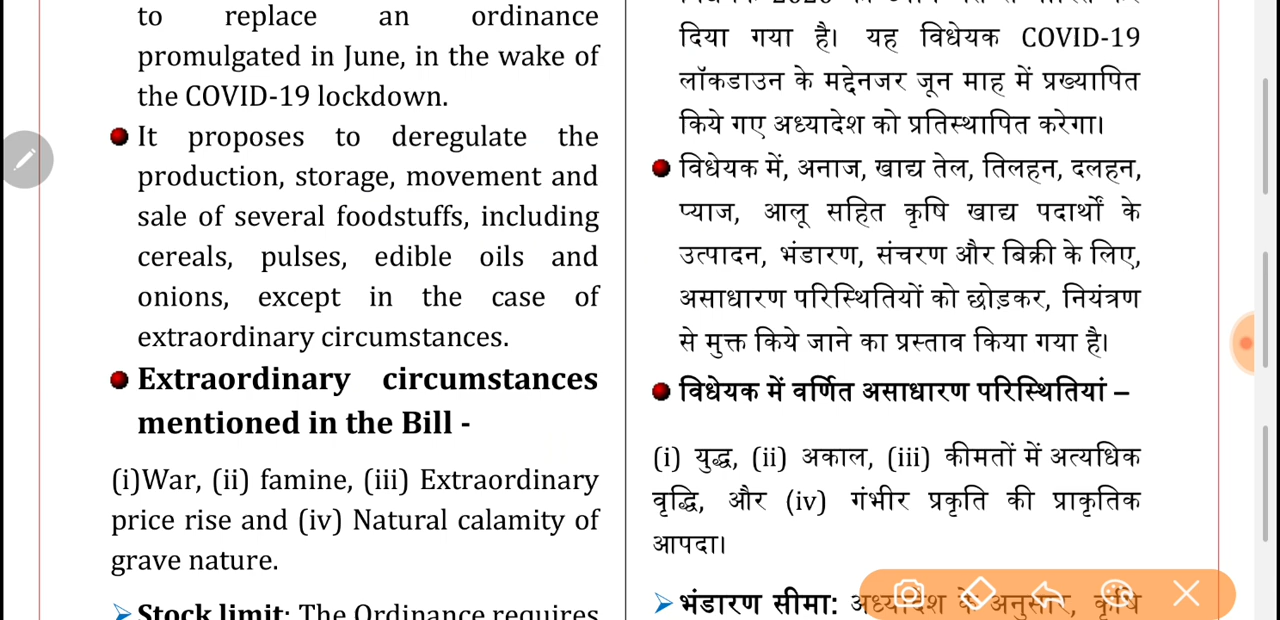 to replace an ordinance
promulgated in June, in the wake of
the COVID-19 lockdown.
It proposes to deregulate the
production, storage, movement and
sale of several foodstuffs, including
cereals, pulses, edible oils and
onions, except in the case of
extraordinary circumstances.
Extraordinary circumstances
mentioned in the Bill -
(i)War, (ii) famine, (iii) Extraordinary
price rise and (iv) Natural calamity of
grave nature.
Stock limit: The Ordinance requires
दिया गया है। यह विधेयक COVID-19
लॉकडाउन के मद्देनजर जून माह में प्रख्यापित
किये गए अध्यादेश को प्रतिस्थापित करेगा।
विधेयक में, अनाज, खाद्य तेल, तिलहन, दलहन,
प्याज, आलू सहित कृषि खाद्य पदार्थों के
उत्पादन, भंडारण, संचरण और बिक्री के लिए,
असाधारण परिस्थितियों को छोड़कर, नियंत्रण
से मुक्त किये जाने का प्रस्ताव किया गया है।
विधेयक में वर्णित असाधारण परिस्थितियां –
(i) युद्ध, (ii) अकाल, (iii) कीमतों में अत्यधिक
वृद्धि, और (iv) गंभीर प्रकृति की प्राकृतिक
आपदा।
भंडारण सीमा: अध्यादेश के अनुसार, कृषि